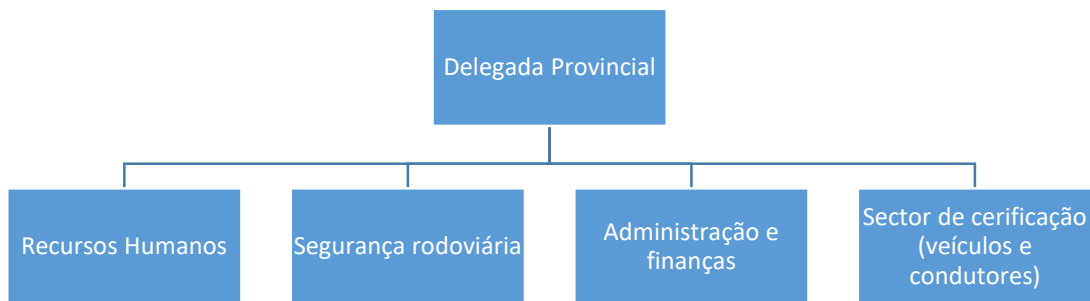 Delegada Provincial
Recursos Humanos
Segurança rodoviária
Administração e
finanças
Sector de cerificação
(veículos e
condutores)